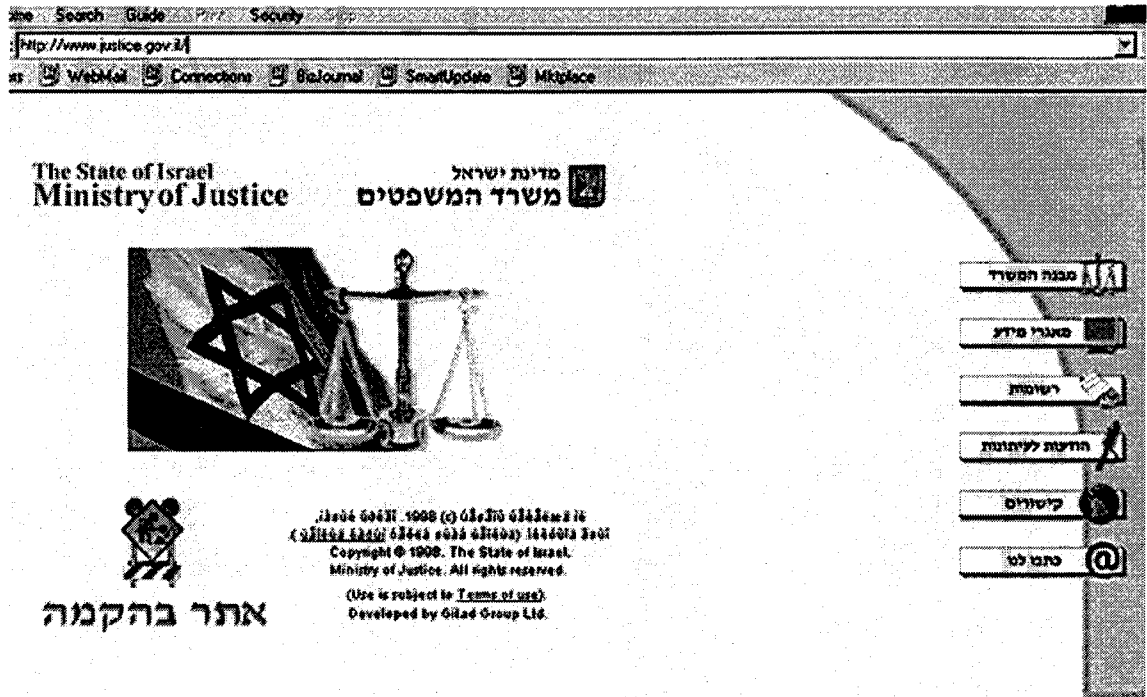 Search Guide Print Security
http://www.justice.gov.il/
WebMail Connections BizJournal SmartUpdate Mktplace
The State of Israel
Ministry of Justice
מדינת ישראל
משרד המשפטים
מבנה המשרד
מאגרי מידע
רשומות
הודעות לעיתונות
קישורים
כתבו לנו
אתר בהקמה
Copyright © 1998. The State of Israel,
Ministry of Justice. All rights reserved.
(Use is subject to Terms of use).
Developed by Gilad Group Ltd.